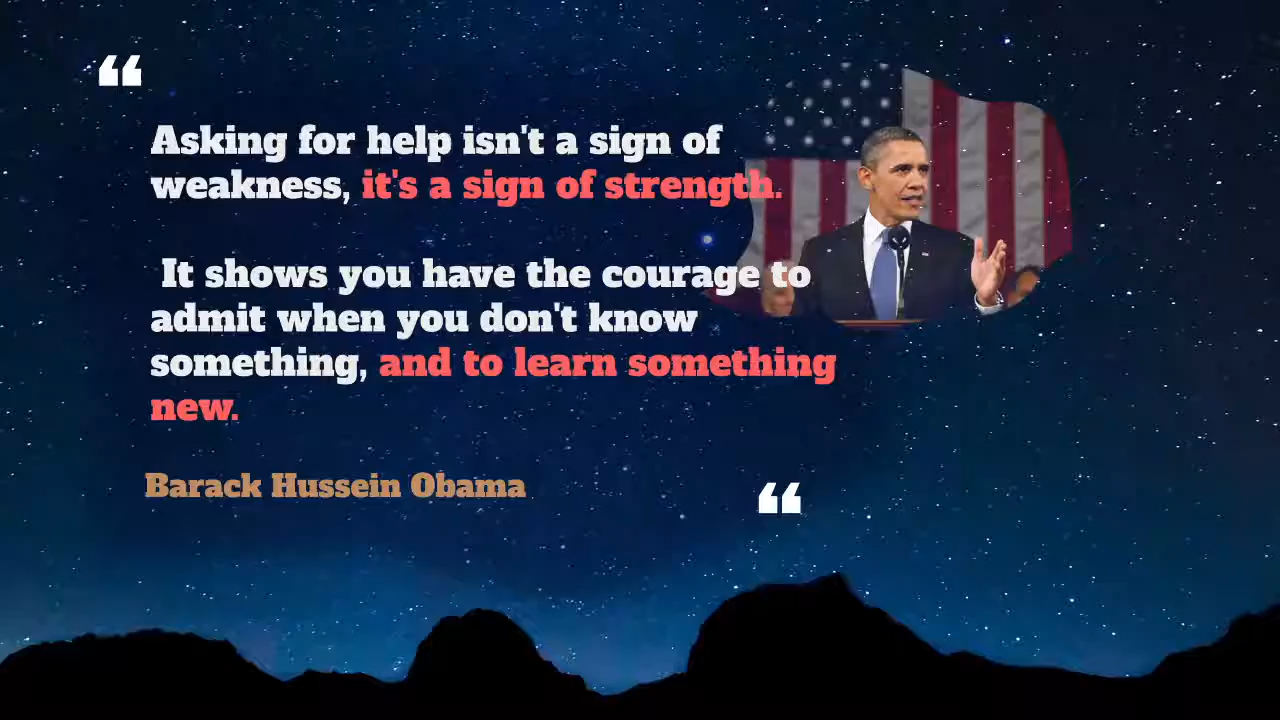 ❝
Asking for help isn't a sign of
weakness, it's a sign of strength.
It shows you have the courage to
admit when you don't know
something, and to learn something
new.
Barack Hussein Obama
❝